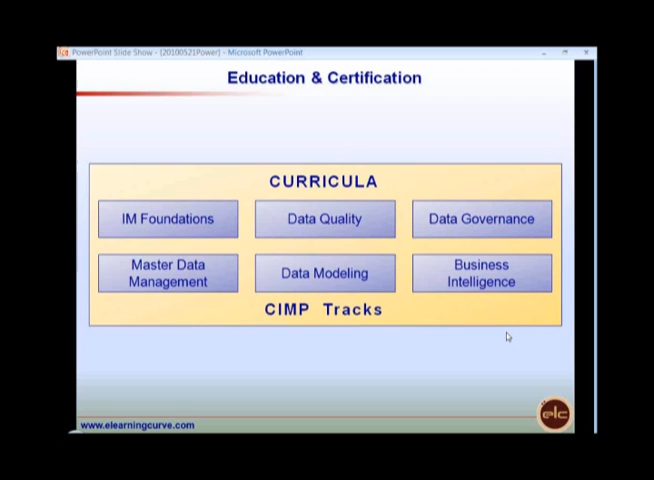 PowerPoint Slide Show - [20100521Power] - Microsoft PowerPoint
Education & Certification
CURRICULA
IM Foundations
Data Quality
Data Governance
Master Data
Management
Data Modeling
Business
Intelligence
CIMP Tracks
www.elearningcurve.com
elc